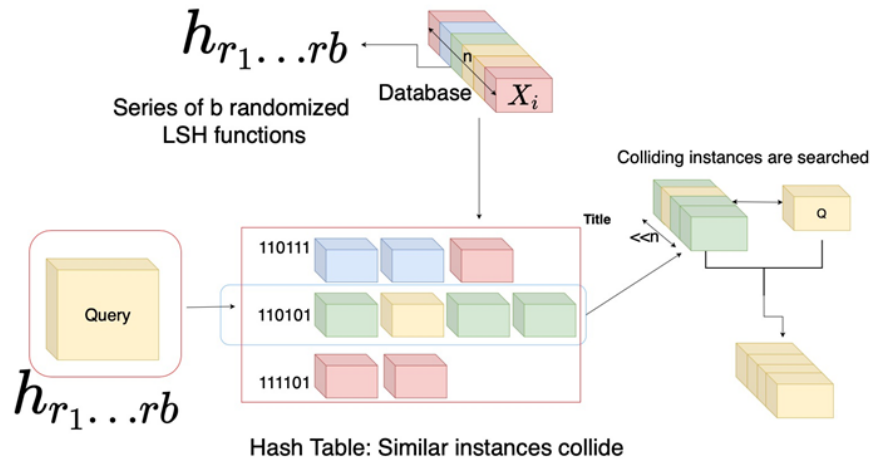 h_{r_1...rb}
Series of b randomized
LSH functions
n
Database
X_i
Colliding instances are searched
Title
<<n
Q
110111
110101
111101
Query
h_{r_1...rb}
Hash Table: Similar instances collide